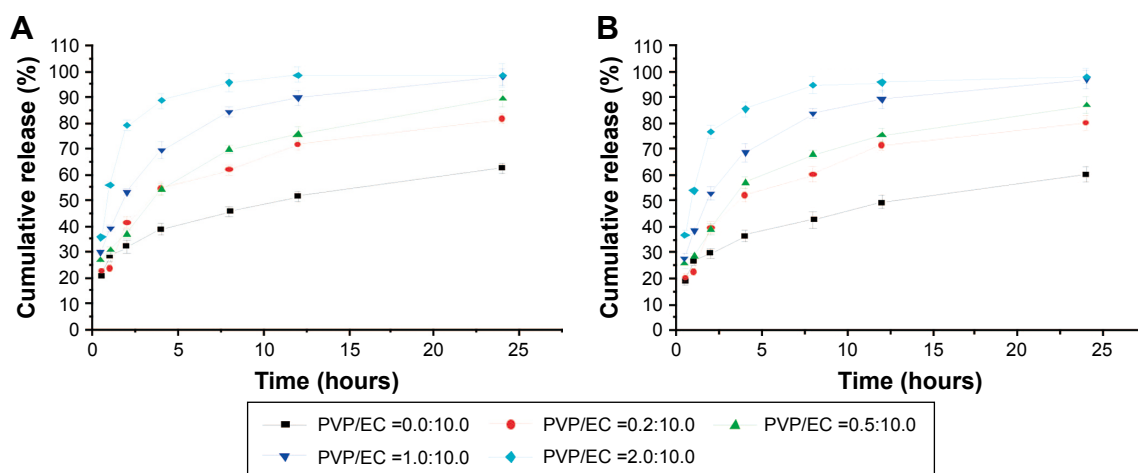 A
B
110
100
90
80
70
60
50
40
30
20
10
0
Cumulative release (%)
0 5 10 15 20 25
Time (hours)
110
100
90
80
70
60
50
40
30
20
10
0
Cumulative release (%)
0 5 10 15 20 25
Time (hours)
PVP/EC =0.0:10.0 PVP/EC =0.2:10.0 PVP/EC =0.5:10.0
PVP/EC =1.0:10.0 PVP/EC =2.0:10.0